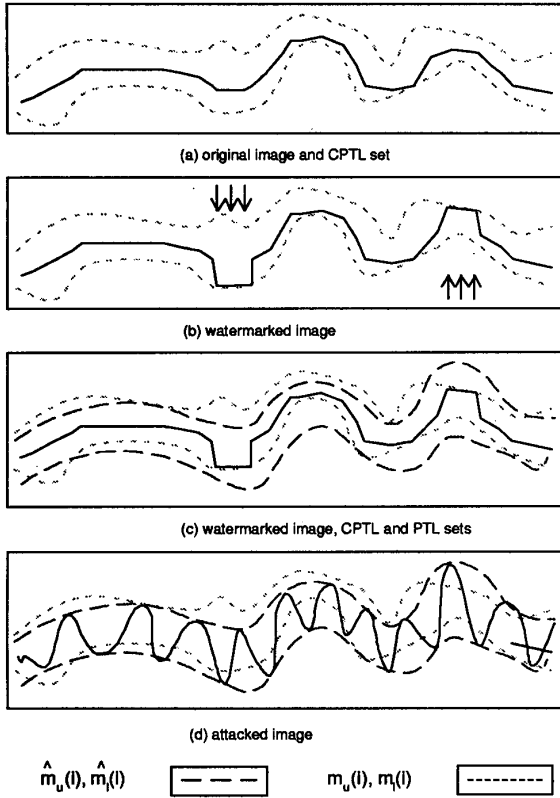 (a) original image and CPTL set
(b) watermarked image
(c) watermarked image, CPTL and PTL sets
(d) attacked image
m̂ᵤ(I), m̂ₗ(I) mᵤ(I), mₗ(I)